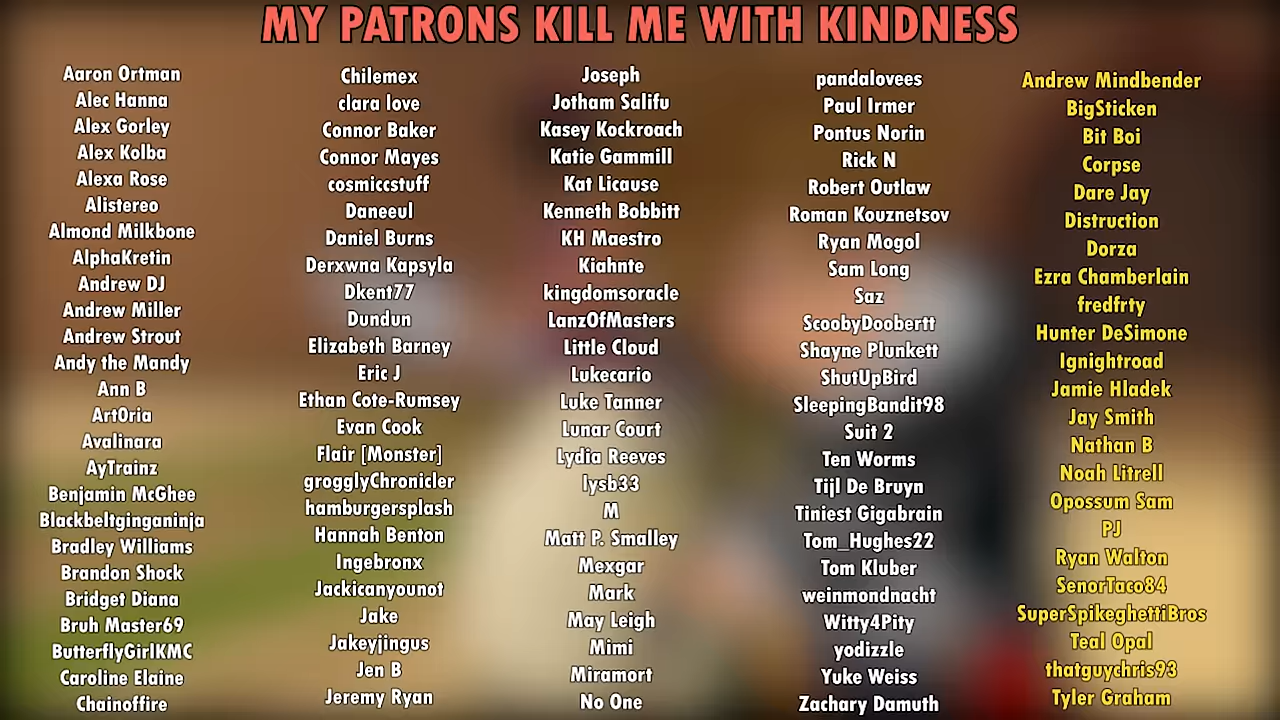 MY PATRONS KILL ME WITH KINDNESS
Aaron Ortman
Alec Hanna
Alex Gorley
Alex Kolba
Alexa Rose
Alistereo
Almond Milkbone
AlphaKretin
Andrew DJ
Andrew Miller
Andrew Strout
Andy the Mandy
Ann B
Art0ria
Avalinara
AyTrainz
Benjamin McGhee
Blackbeltginganinja
Bradley Williams
Brandon Shock
Bridget Diana
Bruh Master69
ButterflyGirlKMC
Caroline Elaine
Chainoffire
Chilemex
clara love
Connor Baker
Connor Mayes
cosmiccstuff
Daneeul
Daniel Burns
Derxwna Kapsyla
Dkent77
Dundun
Elizabeth Barney
Eric J
Ethan Cote-Rumsey
Evan Cook
Flair [Monster]
grogglyChronicler
hamburgersplash
Hannah Benton
Ingebronx
Jackicanyounot
Jake
Jakeyjingus
Jen B
Jeremy Ryan
Joseph
Jotham Salifu
Kasey Kockroach
Katie Gammill
Kat Licause
Kenneth Bobbitt
KH Maestro
Kiahnte
kingdomsoracle
LanzOfMasters
Little Cloud
Lukecario
Luke Tanner
Lunar Court
Lydia Reeves
lysb33
M
Matt P. Smalley
Mexgar
Mark
May Leigh
Mimi
Miramort
No One
pandalovees
Paul Irmer
Pontus Norin
Rick N
Robert Outlaw
Roman Kouznetsov
Ryan Mogol
Sam Long
Saz
ScoobyDoobertt
Shayne Plunkett
ShutUpBird
SleepingBandit98
Suit 2
Ten Worms
Tijl De Bruyn
Tiniest Gigabrain
Tom_Hughes22
Tom Kluber
weinmondnacht
Witty4Pity
yodizzle
Yuke Weiss
Zachary Damuth
Andrew Mindbender
BigSticken
Bit Boi
Corpse
Dare Jay
Distruction
Dorza
Ezra Chamberlain
fredfrty
Hunter DeSimone
Ignightroad
Jamie Hladek
Jay Smith
Nathan B
Noah Litrell
Opossum Sam
PJ
Ryan Walton
SenorTaco84
SuperSpikeghettiBros
Teal Opal
thatguychris93
Tyler Graham